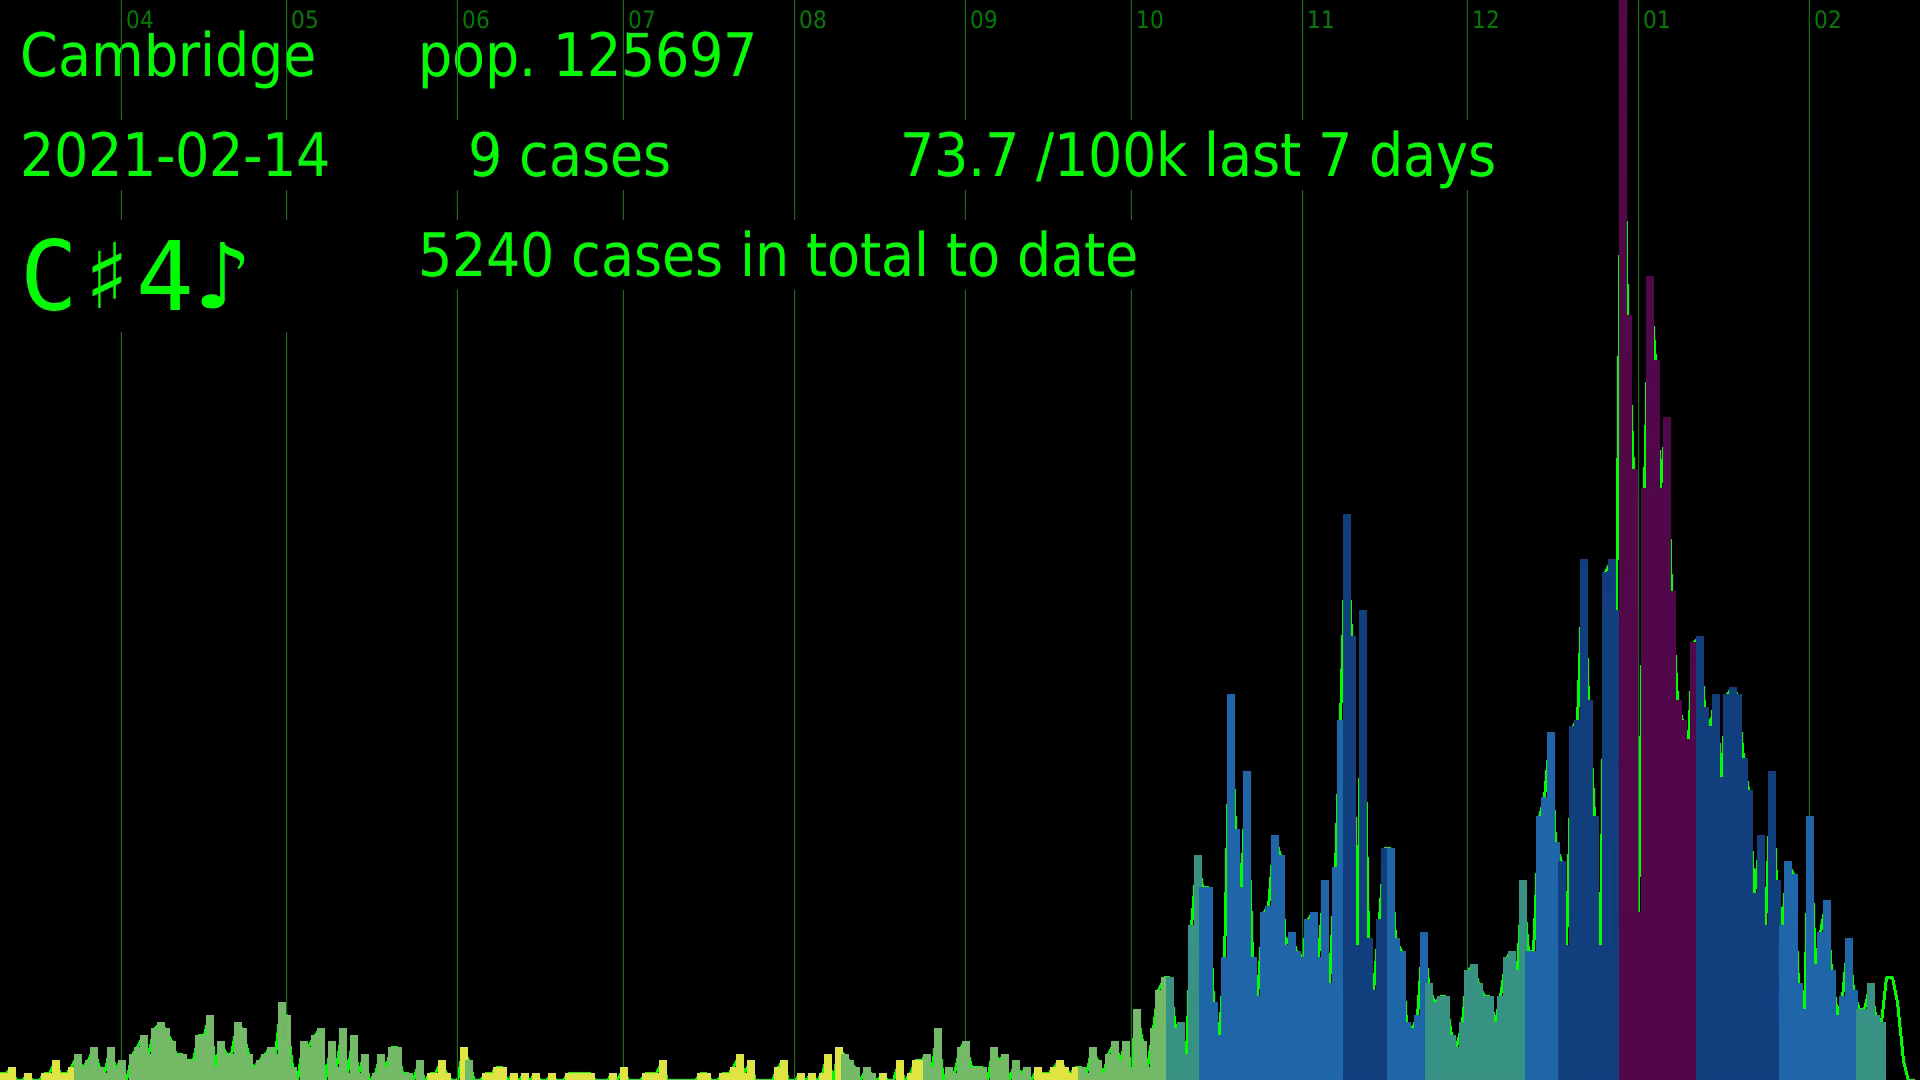 04 05 06 07 08 09 10 11 12 01 02
Cambridge pop. 125697
2021-02-14 9 cases 73.7 /100k last 7 days
C♯4♪ 5240 cases in total to date